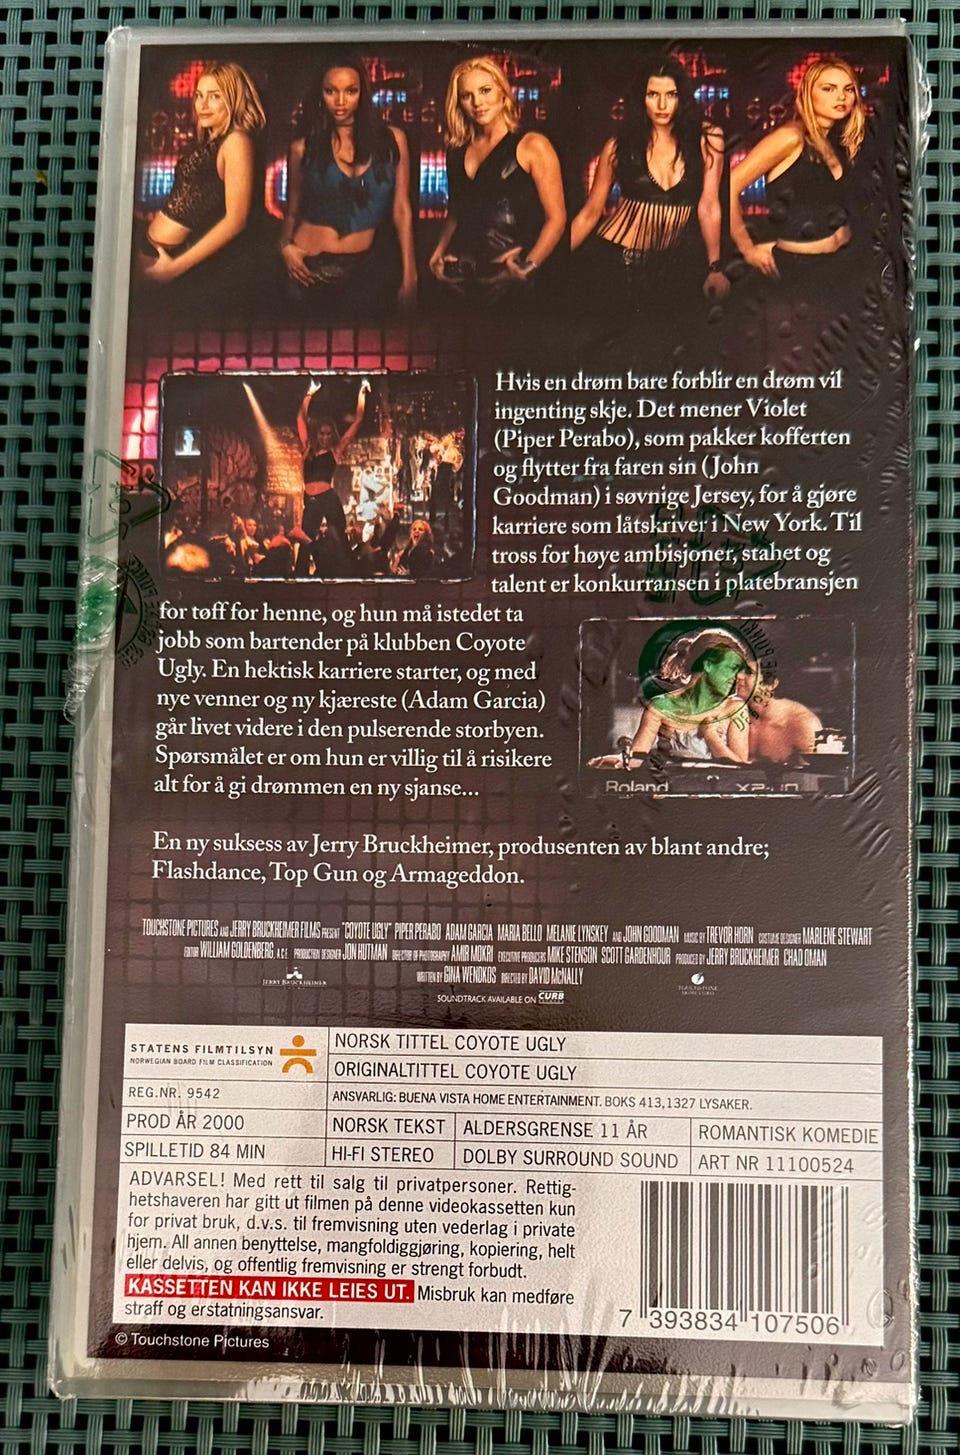 Hvis en drøm bare forblir en drøm vil
ingenting skje. Det mener Violet
(Piper Perabo), som pakker kofferten
og flytter fra faren sin (John
Goodman) i søvnige Jersey, for å gjøre
karriere som låtskriver i New York. Til
tross for høye ambisjoner, stahet og
talent er konkurransen i platebransjen
for tøff for henne, og hun må istedet ta
jobb som bartender på klubben Coyote
Ugly. En hektisk karriere starter, og med
nye venner og ny kjæreste (Adam Garcia)
går livet videre i den pulserende storbyen.
Spørsmålet er om hun er villig til å risikere
alt for å gi drømmen en ny sjanse...
Roland
En ny suksess av Jerry Bruckheimer, produsenten av blant andre;
Flashdance, Top Gun og Armageddon.
TOUCHSTONE PICTURES AND JERRY BRUCKHEIMER FILMS PRESENT "COYOTE UGLY" PIPER PERABO ADAM GARCIA MARIA BELLO MELANIE LYNSKEY AND JOHN GOODMAN MUSIC BY TREVOR HORN COSTUME DESIGNER MARLENE STEWART
EDITOR WILLIAM GOLDENBERG, A.C.E. PRODUCTION DESIGNER JON HUTMAN DIRECTOR OF PHOTOGRAPHY AMIR MOKRI EXECUTIVE PRODUCERS MIKE STENSON SCOTT GARDENHOUR PRODUCED BY JERRY BRUCKHEIMER CHAD OMAN
WRITTEN BY GINA WENDKOS DIRECTED BY DAVID McNALLY
JERRY BRUCKHEIMER
TOUCHSTONE
HOME VIDEO
SOUNDTRACK AVAILABLE ON CURB
STATENS FILMTILSYN
NORWEGIAN BOARD FILM CLASSIFICATION
NORSK TITTEL COYOTE UGLY
ORIGINALTITTEL COYOTE UGLY
REG.NR. 9542
ANSVARLIG: BUENA VISTA HOME ENTERTAINMENT. BOKS 413,1327 LYSAKER.
PROD ÅR 2000
NORSK TEKST
ALDERSGRENSE 11 ÅR
ROMANTISK KOMEDIE
SPILLETID 84 MIN
HI-FI STEREO
DOLBY SURROUND SOUND
ART NR 11100524
ADVARSEL! Med rett til salg til privatpersoner. Rettig-
hetshaveren har gitt ut filmen på denne videokassetten kun
for privat bruk, d.v.s. til fremvisning uten vederlag i private
hjem. All annen benyttelse, mangfoldiggjøring, kopiering, helt
eller delvis, og offentlig fremvisning er strengt forbudt.
KASSETTEN KAN IKKE LEIES UT. Misbruk kan medføre
straff og erstatningsansvar.
7 393834 107506
© Touchstone Pictures